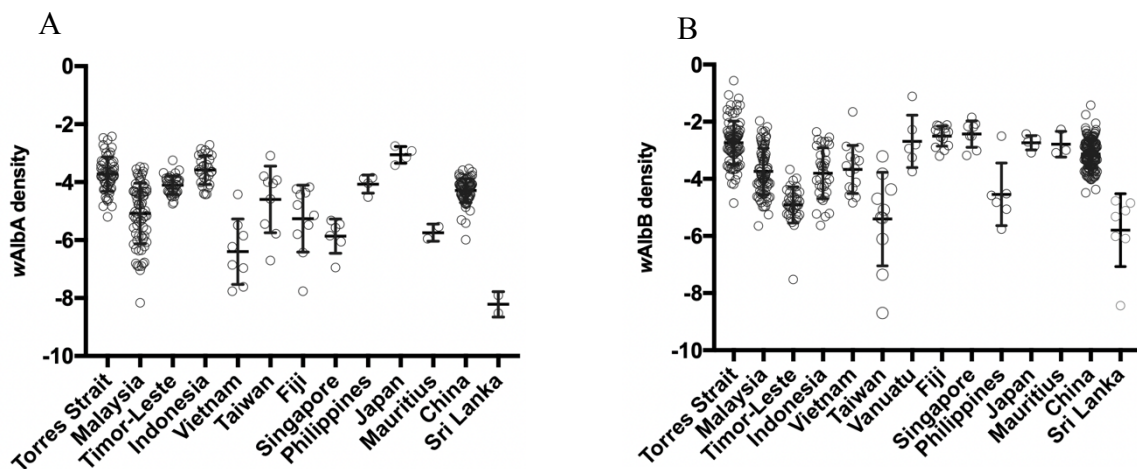 A
wAlbA density
0
-2
-4
-6
-8
-10
Torres Strait
Malaysia
Timor-Leste
Indonesia
Vietnam
Taiwan
Fiji
Singapore
Philippines
Japan
Mauritius
China
Sri Lanka
B
wAlbB density
0
-2
-4
-6
-8
-10
Torres Strait
Malaysia
Timor-Leste
Indonesia
Vietnam
Taiwan
Vanuatu
Fiji
Singapore
Philippines
Japan
Mauritius
China
Sri Lanka